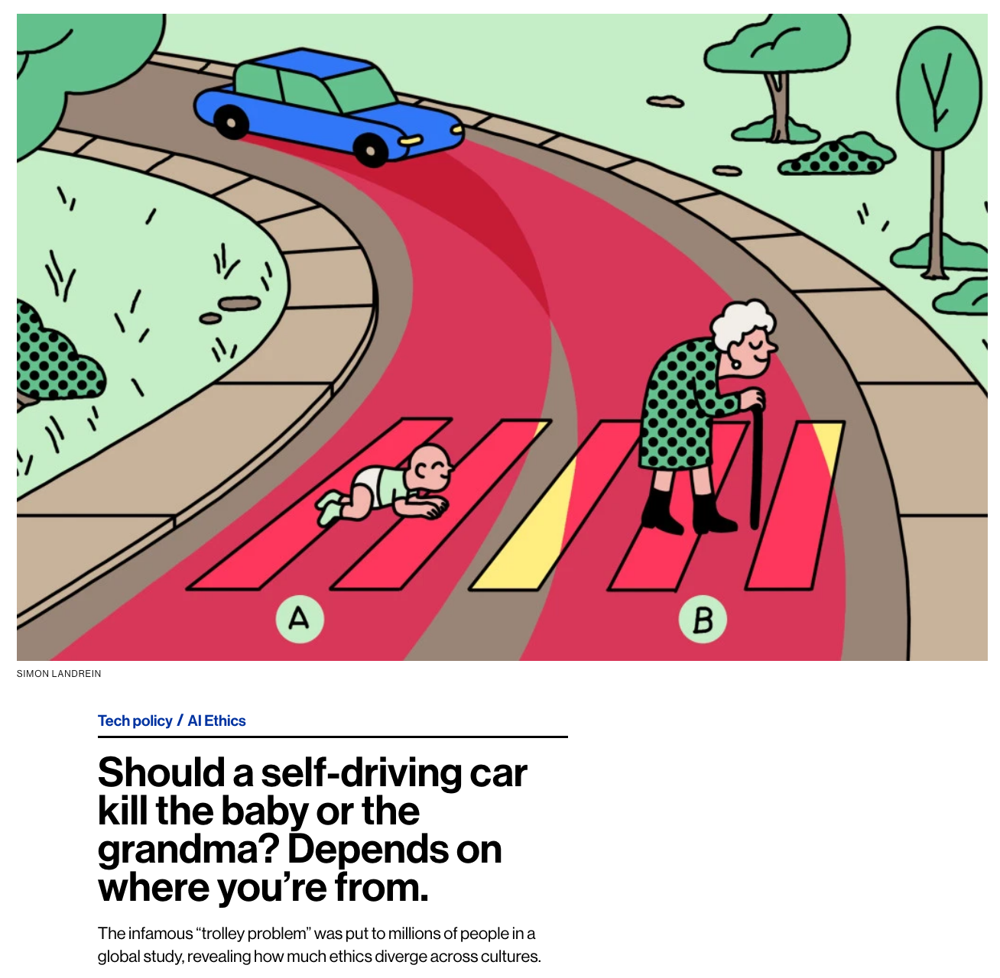 A
B
SIMON LANDREIN
Tech policy / AI Ethics
Should a self-driving car
kill the baby or the
grandma? Depends on
where you’re from.
The infamous “trolley problem” was put to millions of people in a
global study, revealing how much ethics diverge across cultures.